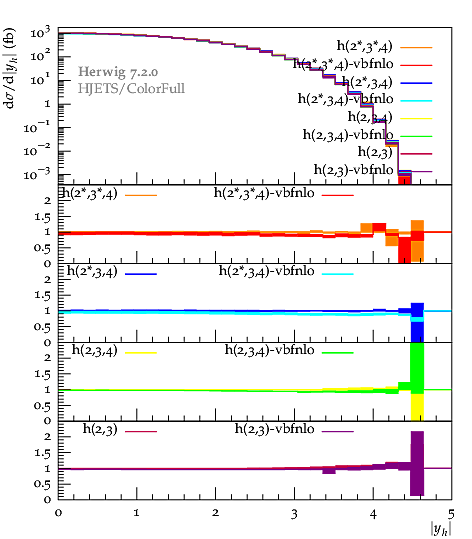 dσ/d|y_h| (fb)
10^3
10^2
10^1
1
10^−1
10^−2
10^−3
Herwig 7.2.0
HJETS/ColorFull
h(2*,3*,4)
h(2*,3*,4)-vbfnlo
h(2*,3,4)
h(2*,3,4)-vbfnlo
h(2,3,4)
h(2,3,4)-vbfnlo
h(2,3)
h(2,3)-vbfnlo
h(2*,3*,4) h(2*,3*,4)-vbfnlo
2
1.5
1
0.5
h(2*,3,4) h(2*,3,4)-vbfnlo
2
1.5
1
0.5
0
h(2,3,4) h(2,3,4)-vbfnlo
2
1.5
1
0.5
0
h(2,3) h(2,3)-vbfnlo
2
1.5
1
0.5
0 1 2 3 4 5
|y_h|